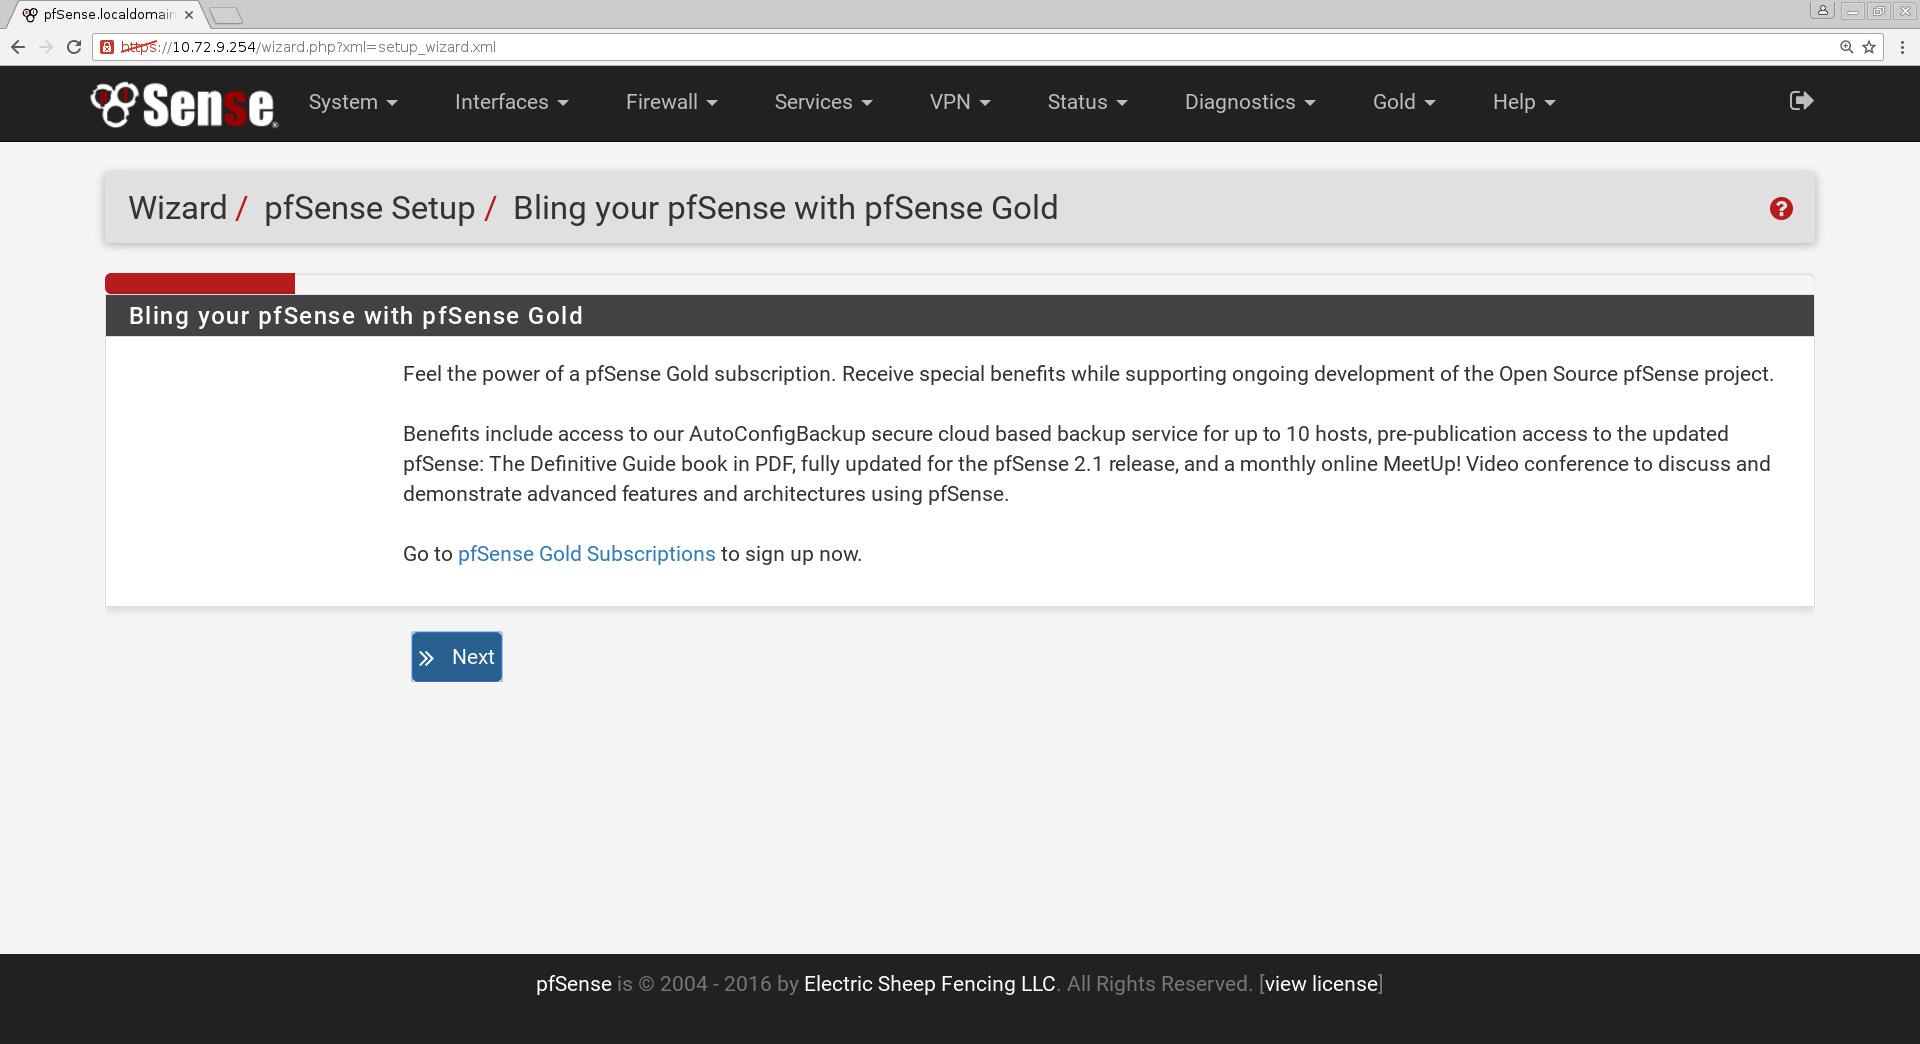 pfSense.localdomain
https://10.72.9.254/wizard.php?xml=setup_wizard.xml
Sense
System Interfaces Firewall Services VPN Status Diagnostics Gold Help
Wizard / pfSense Setup / Bling your pfSense with pfSense Gold
Bling your pfSense with pfSense Gold
Feel the power of a pfSense Gold subscription. Receive special benefits while supporting ongoing development of the Open Source pfSense project.
Benefits include access to our AutoConfigBackup secure cloud based backup service for up to 10 hosts, pre-publication access to the updated
pfSense: The Definitive Guide book in PDF, fully updated for the pfSense 2.1 release, and a monthly online MeetUp! Video conference to discuss and
demonstrate advanced features and architectures using pfSense.
Go to pfSense Gold Subscriptions to sign up now.
Next
pfSense is © 2004 - 2016 by Electric Sheep Fencing LLC. All Rights Reserved. [view license]